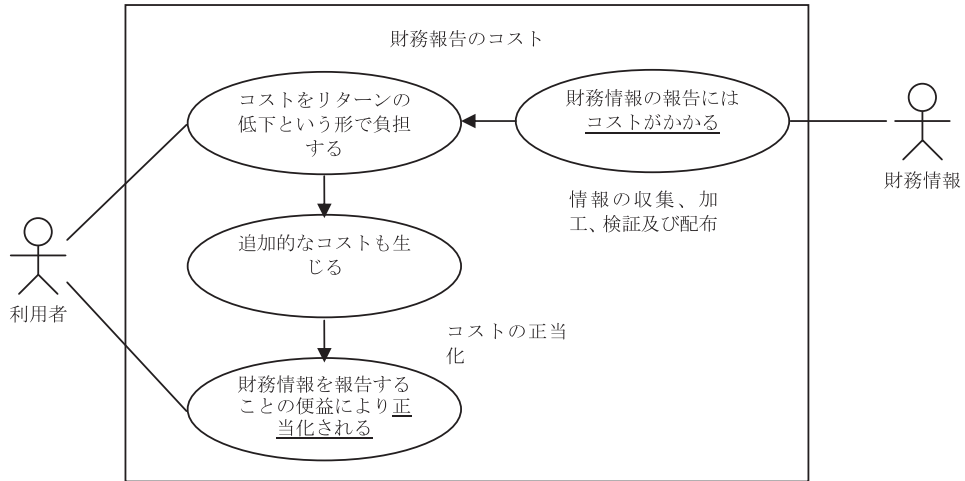 財務報告のコスト
コストをリターンの
低下という形で負担
する
財務情報の報告には
コストがかかる
財務情報
情報の収集、加
工、検証及び配布
追加的なコストも生
じる
利用者
コストの正当
化
財務情報を報告する
ことの便益により正
当化される